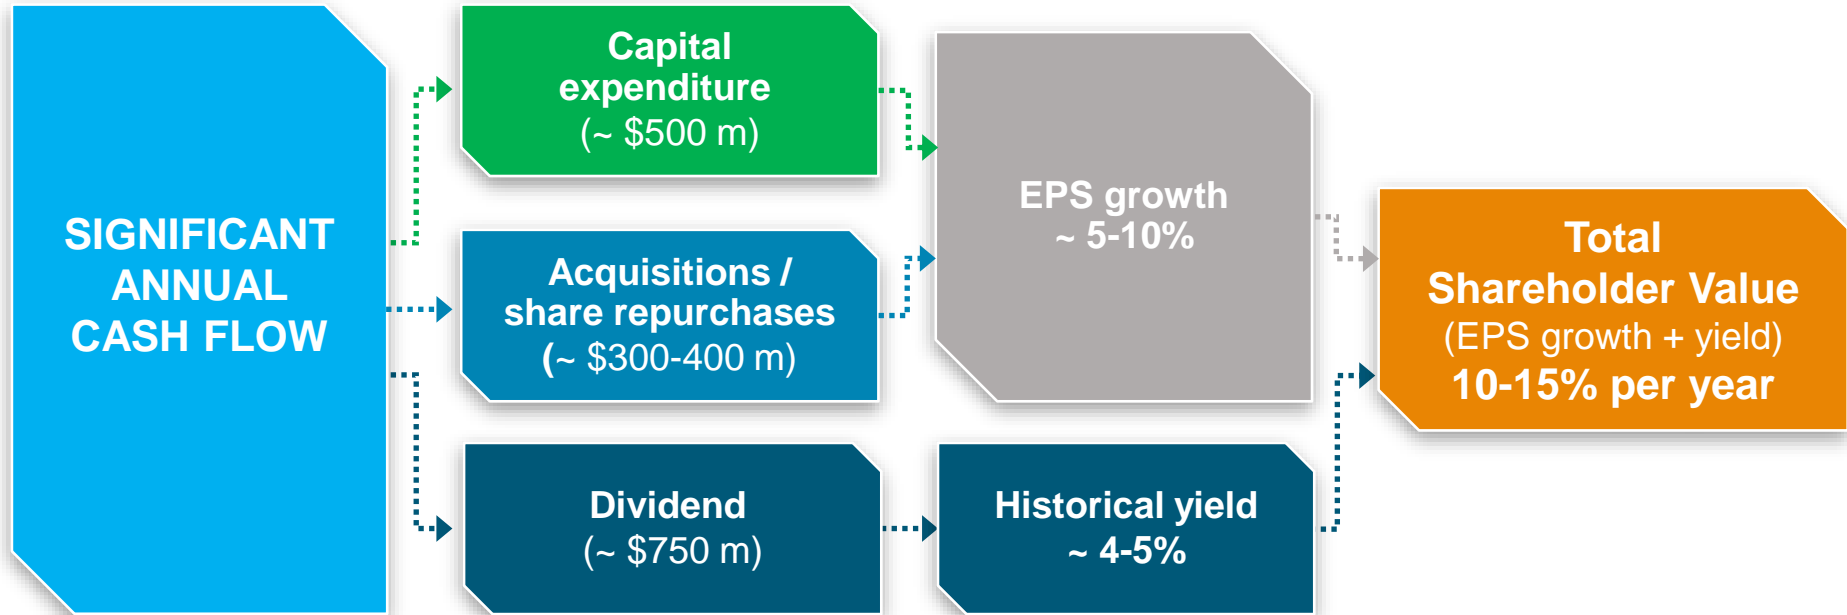 SIGNIFICANT
ANNUAL
CASH FLOW
Capital
expenditure
(~ $500 m)
Acquisitions /
share repurchases
(~ $300-400 m)
Dividend
(~ $750 m)
EPS growth
~ 5-10%
Historical yield
~ 4-5%
Total
Shareholder Value
(EPS growth + yield)
10-15% per year